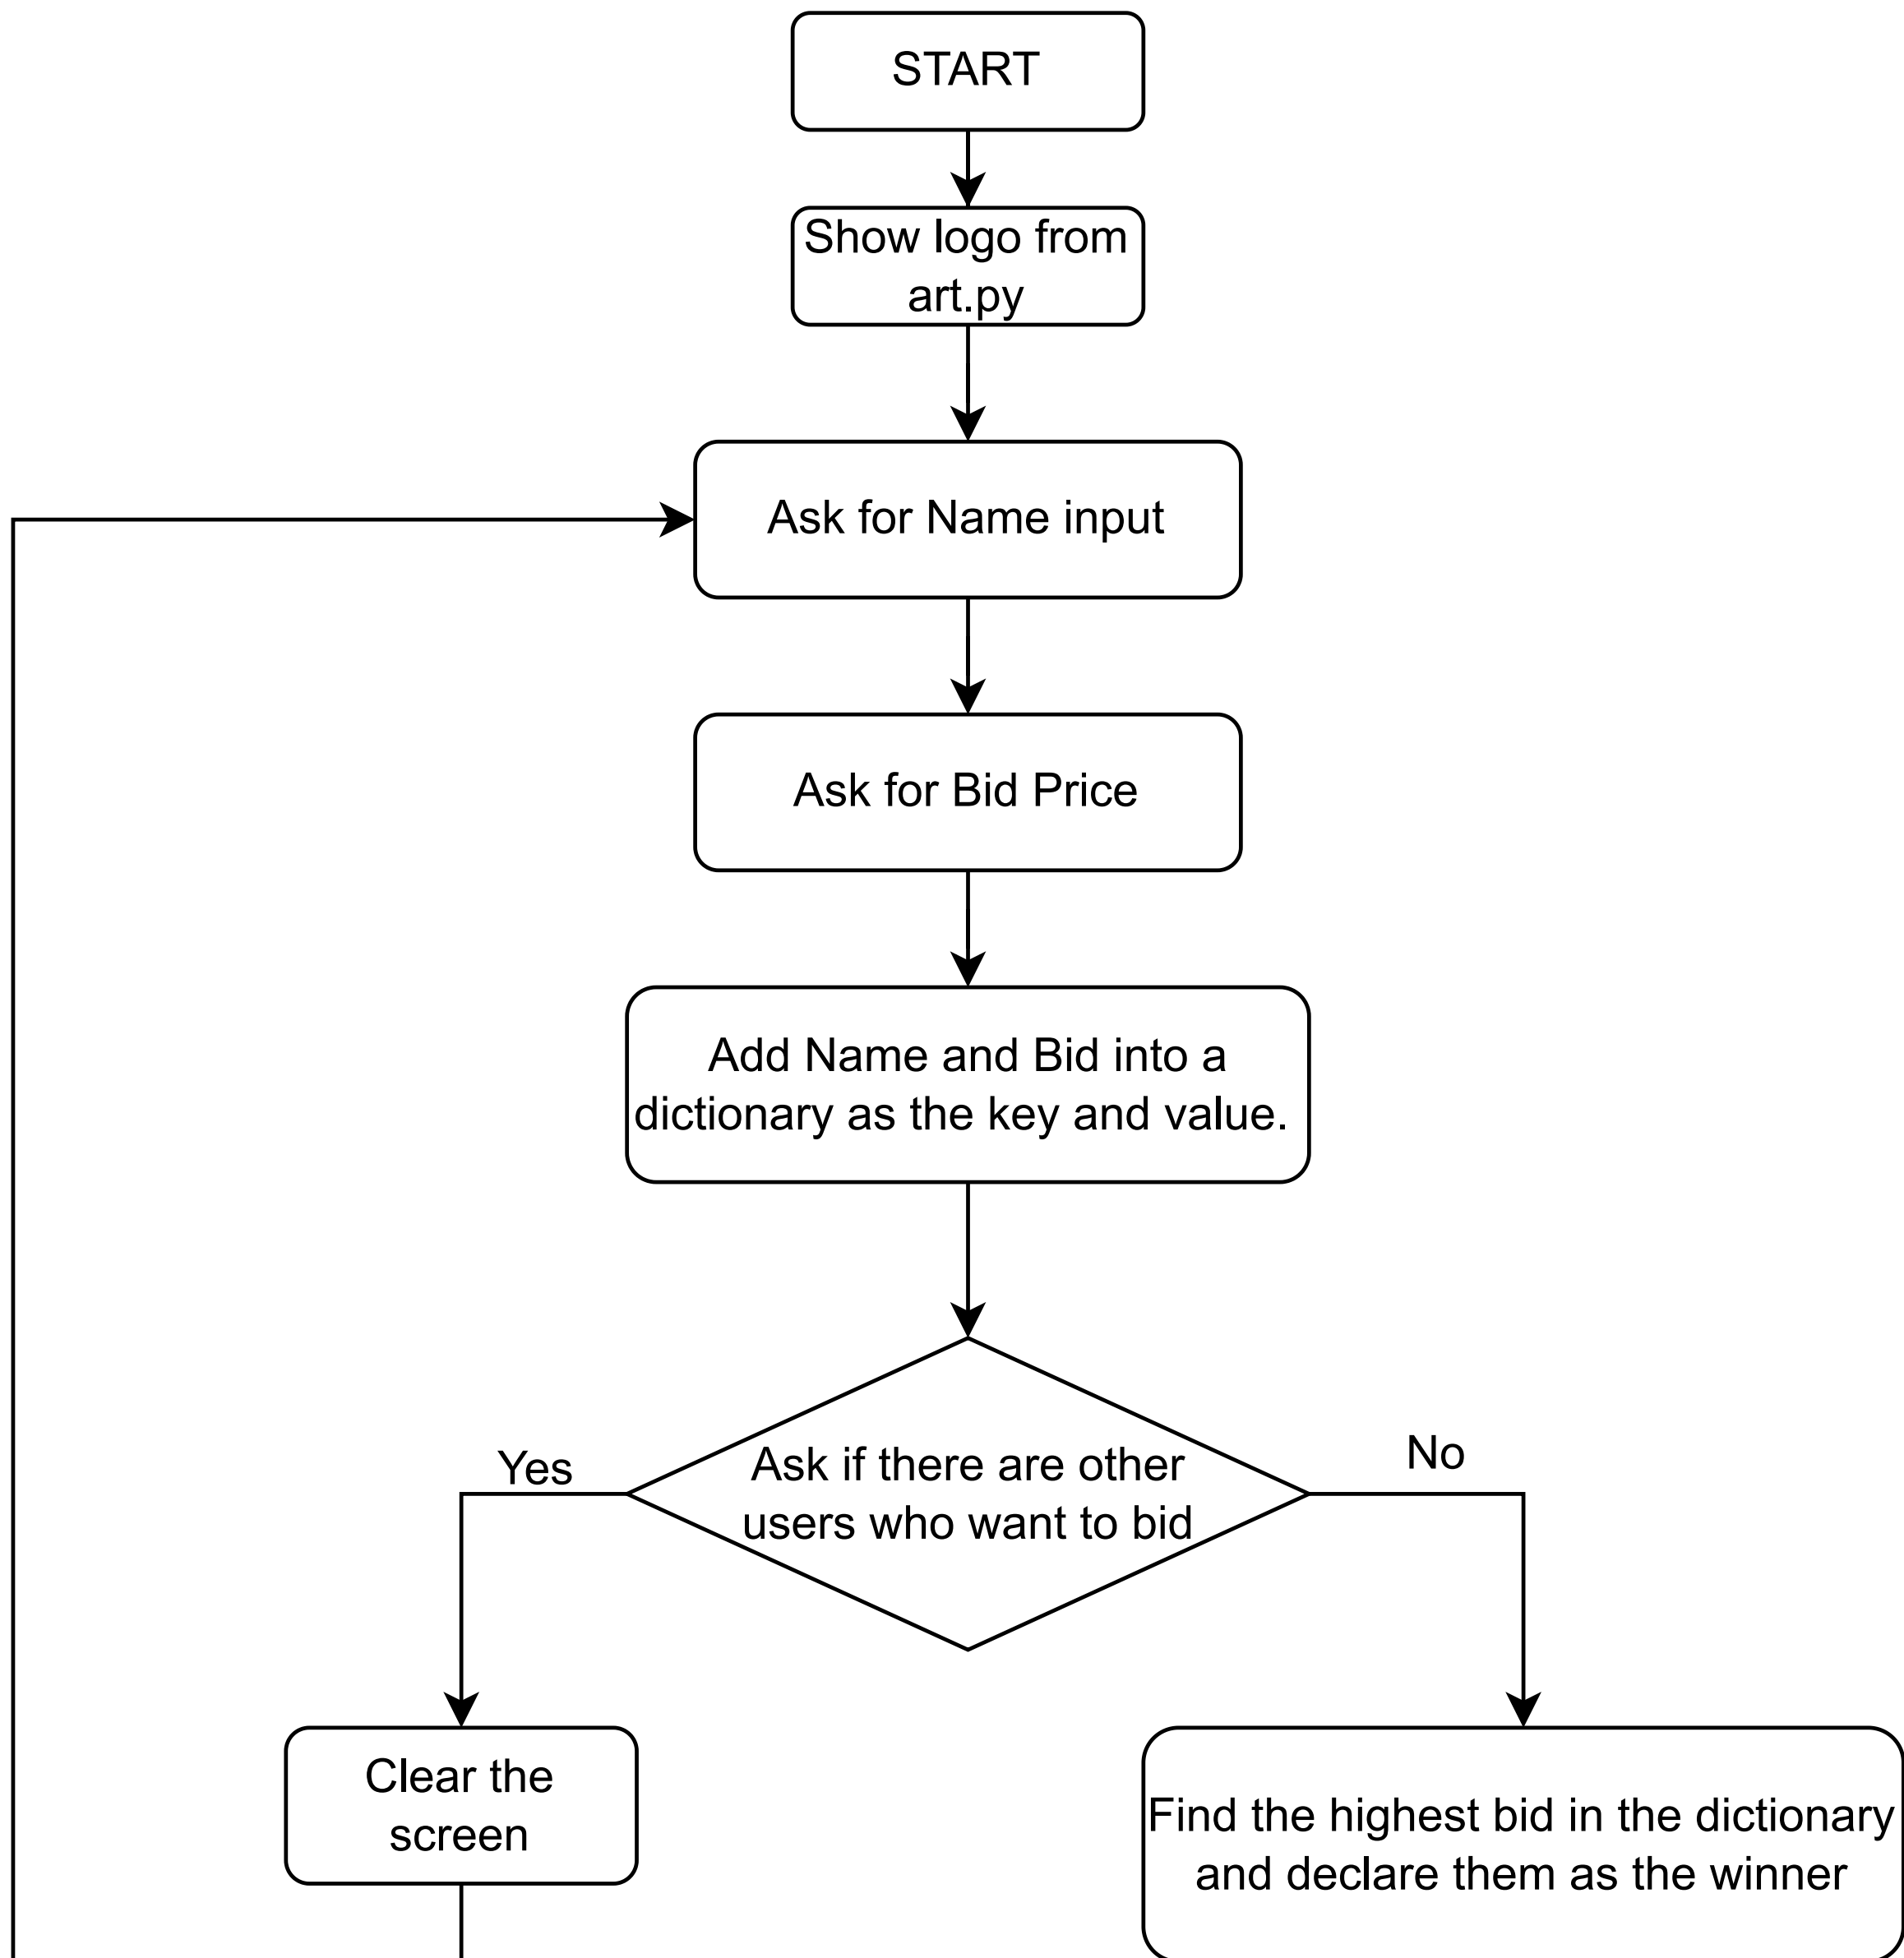 START
Show logo from
art.py
Ask for Name input
Ask for Bid Price
Add Name and Bid into a
dictionary as the key and value.
Ask if there are other
users who want to bid
Yes
No
Clear the
screen
Find the highest bid in the dictionary
and declare them as the winner